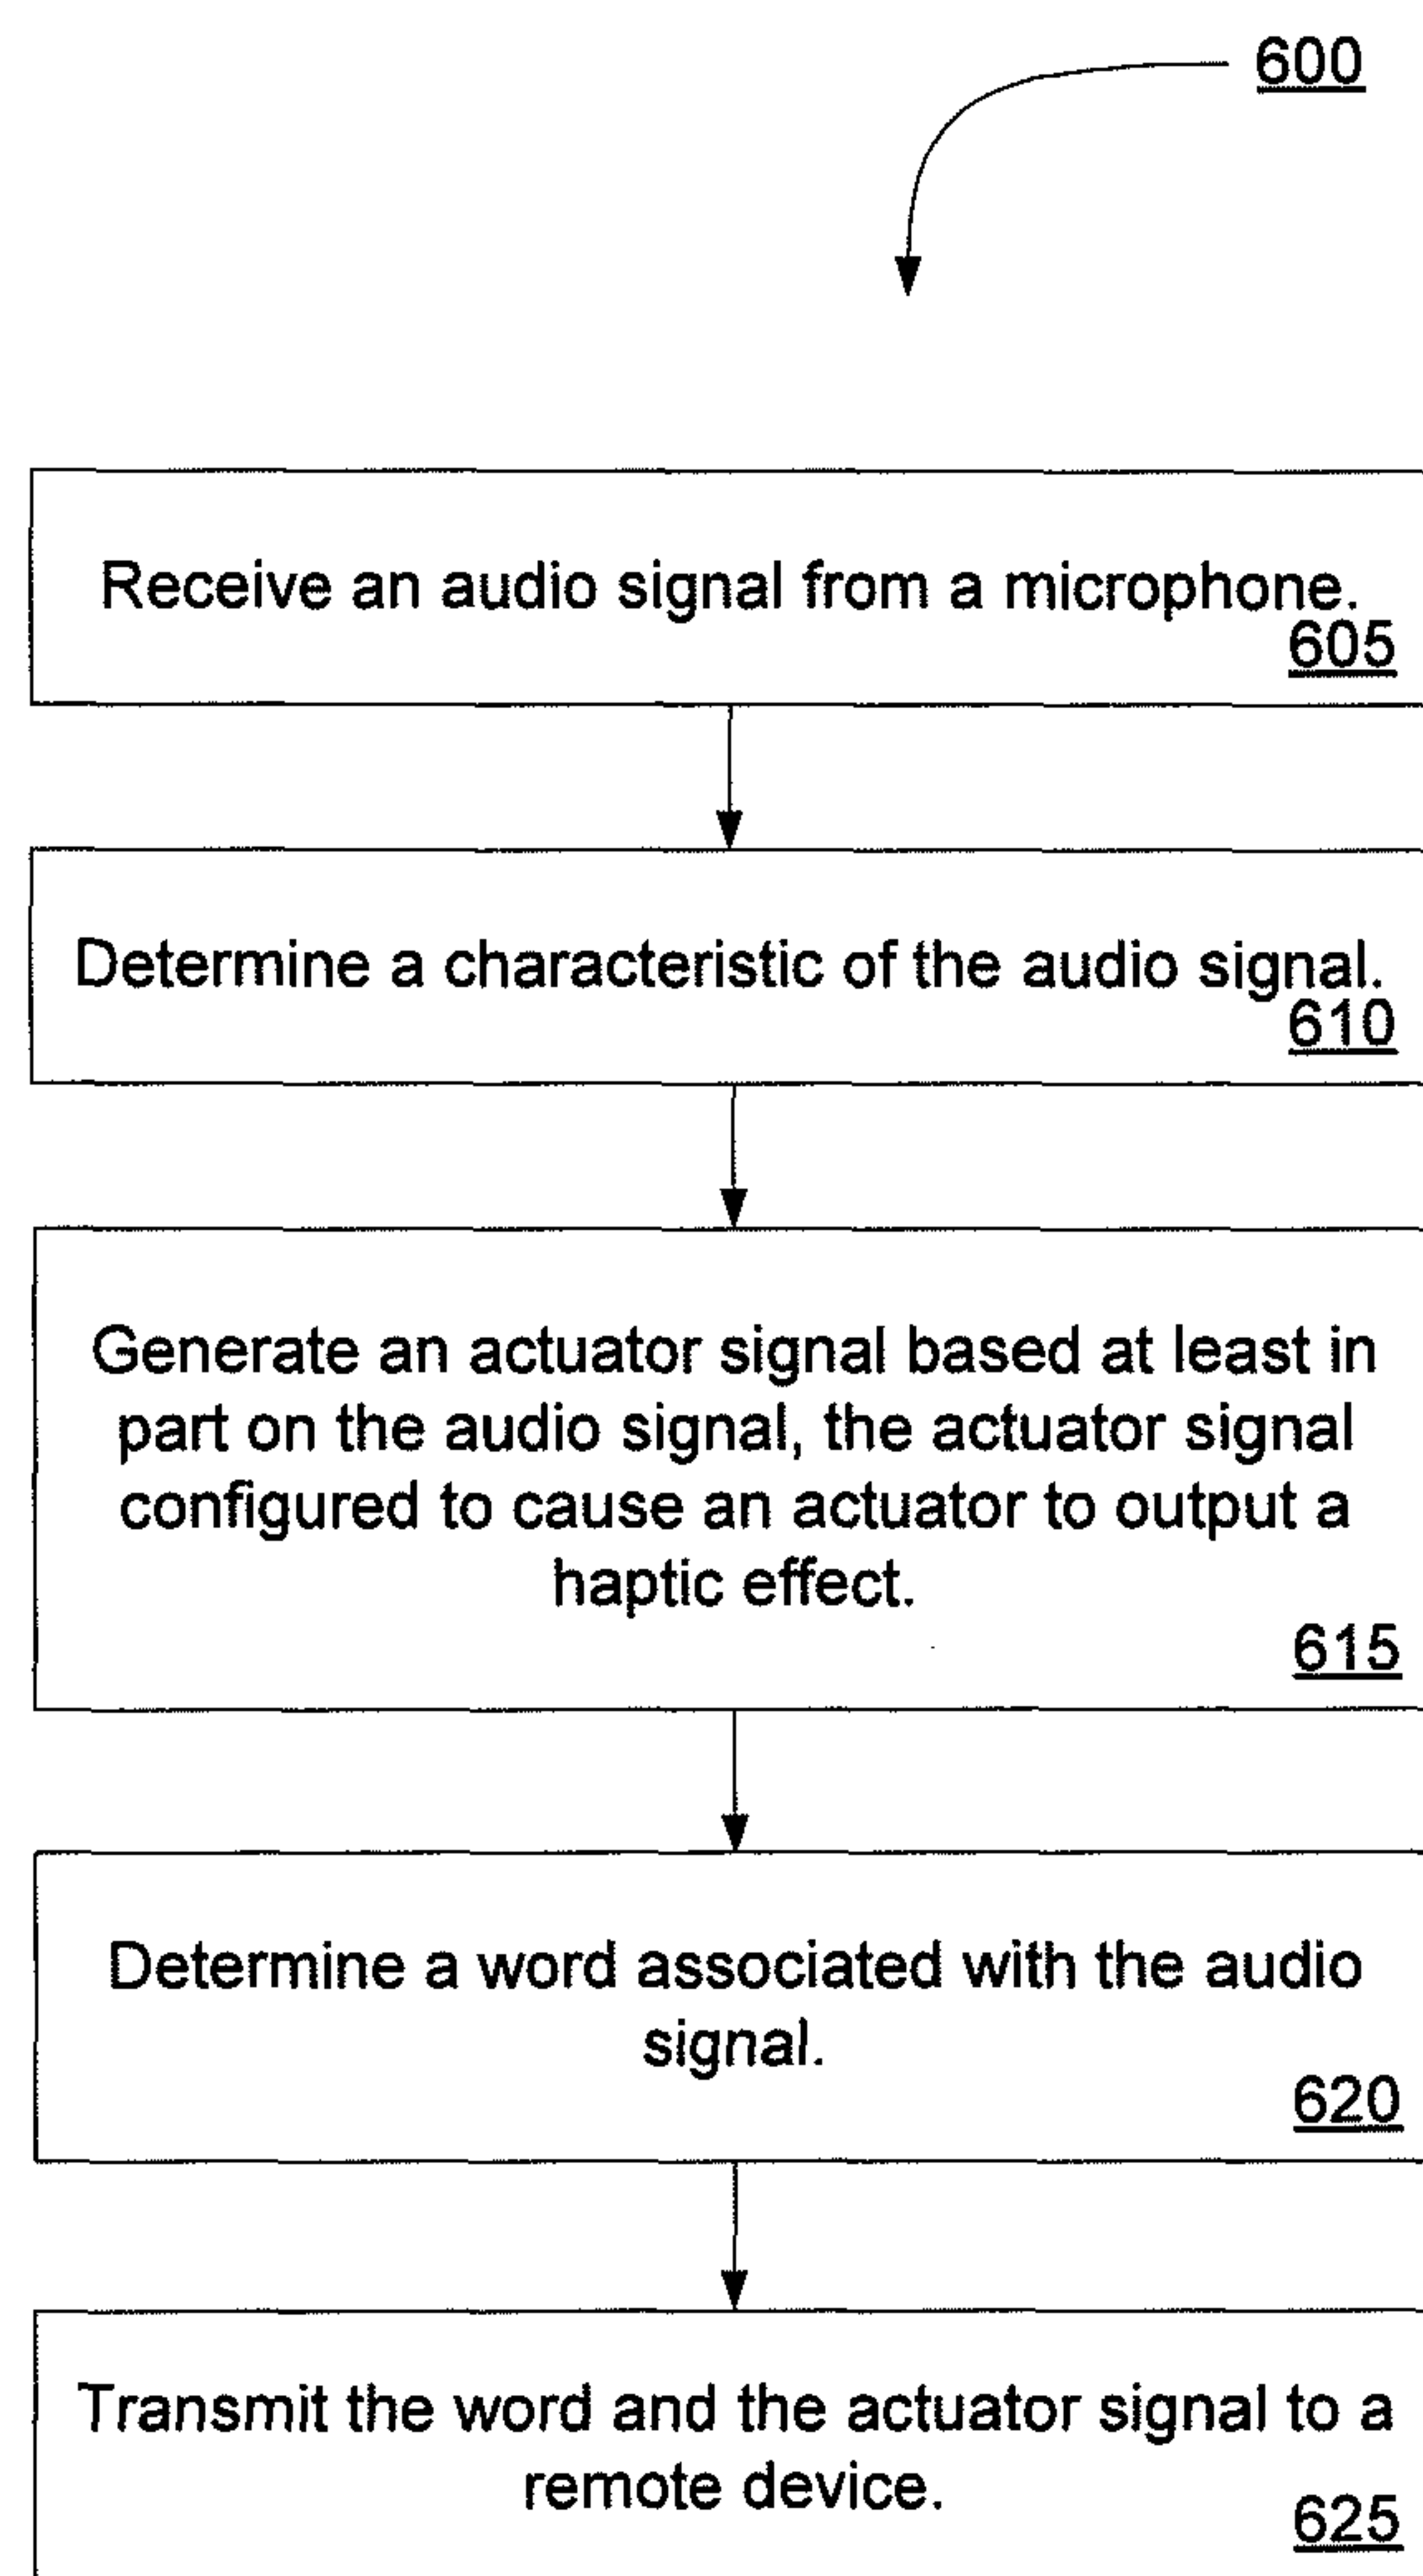 600
Receive an audio signal from a microphone.
605
Determine a characteristic of the audio signal.
610
Generate an actuator signal based at least in
part on the audio signal, the actuator signal
configured to cause an actuator to output a
haptic effect.
615
Determine a word associated with the audio
signal.
620
Transmit the word and the actuator signal to a
remote device.
625